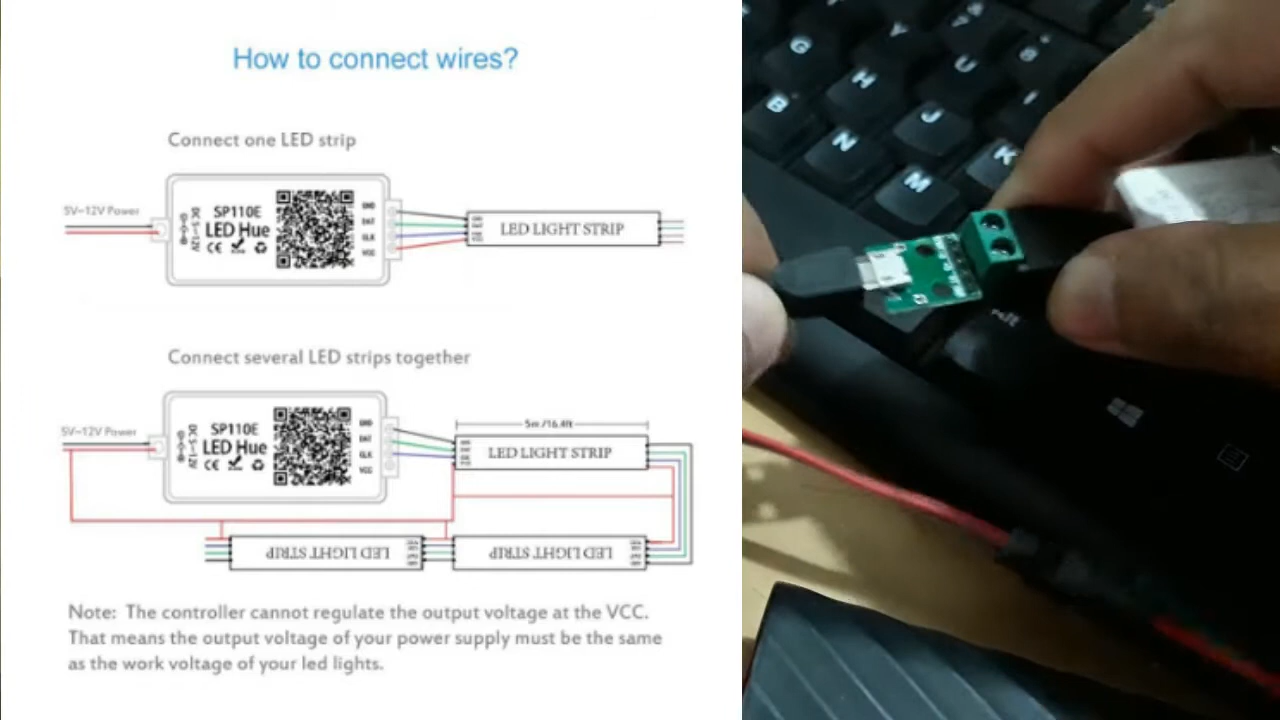 How to connect wires?
Connect one LED strip
5V~12V Power
DC 5~12V
SP110E
LED Hue
GND
DAT
CLK
VCC
LED LIGHT STRIP
Connect several LED strips together
5V~12V Power
DC 5~12V
SP110E
LED Hue
GND
DAT
CLK
VCC
5m/16.4ft
LED LIGHT STRIP
LED LIGHT STRIP
LED LIGHT STRIP
Note: The controller cannot regulate the output voltage at the VCC.
That means the output voltage of your power supply must be the same
as the work voltage of your led lights.
G
Y
H
U
B
N
J
M
K